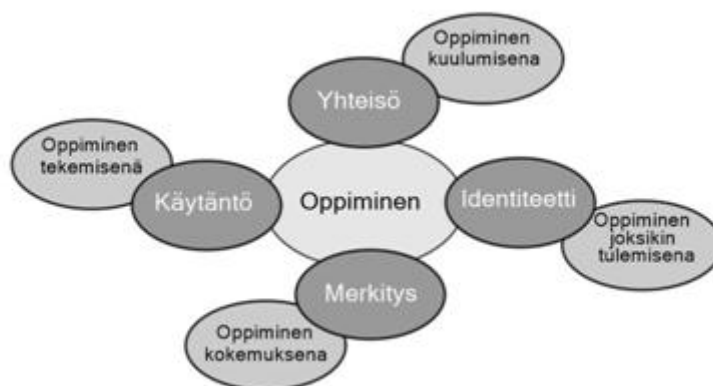 Oppiminen
kuulumisena
Yhteisö
Oppiminen
tekemisenä
Käytäntö
Oppiminen
Identiteetti
Oppiminen
joksikin
tulemisena
Merkitys
Oppiminen
kokemuksena